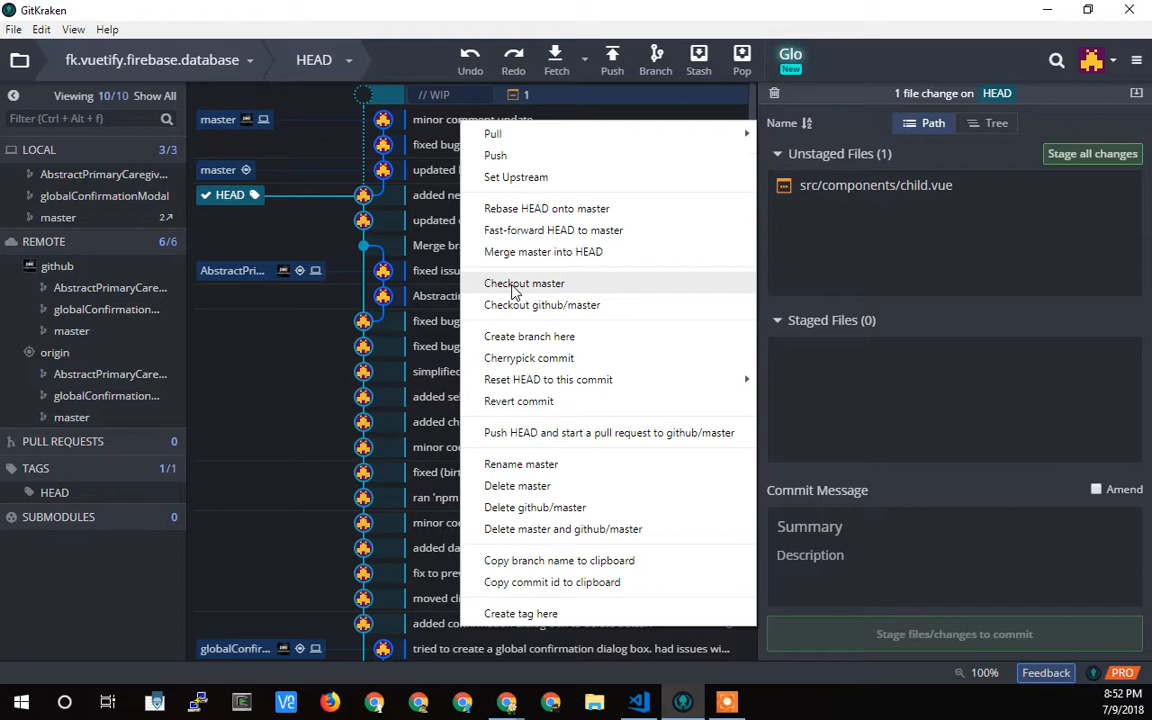 GitKraken
File Edit View Help
fk.vuetify.firebase.database
HEAD
Undo
Redo
Fetch
Push
Branch
Stash
Pop
Glo
New
Viewing 10/10 Show All
Filter (Ctrl + Alt + f)
LOCAL 3/3
AbstractPrimaryCaregiv...
globalConfirmationModal
master 2
REMOTE 6/6
github
AbstractPrimaryCare...
globalConfirmation...
master
origin
AbstractPrimaryCare...
globalConfirmation...
master
PULL REQUESTS 0
TAGS 1/1
HEAD
SUBMODULES 0
// WIP 1
master
minor comment update
fixed bug
master
updated
HEAD
added ne
updated c
Merge bra
AbstractPri...
fixed issu
Abstractin
fixed bug
fixed bug
simplified
added sel
added ch
minor coc
fixed (birt
ran 'npm
minor coc
added da
fix to prev
moved cli
added co
globalConfir...
tried to create a global confirmation dialog box. had issues wi...
Pull
Push
Set Upstream
Rebase HEAD onto master
Fast-forward HEAD to master
Merge master into HEAD
Checkout master
Checkout github/master
Create branch here
Cherrypick commit
Reset HEAD to this commit
Revert commit
Push HEAD and start a pull request to github/master
Rename master
Delete master
Delete github/master
Delete master and github/master
Copy branch name to clipboard
Copy commit id to clipboard
Create tag here
1 file change on HEAD
Name
Path
Tree
Unstaged Files (1)
Stage all changes
src/components/child.vue
Staged Files (0)
Commit Message
Amend
Summary
Description
Stage files/changes to commit
100%
Feedback
PRO
8:52 PM
7/9/2018